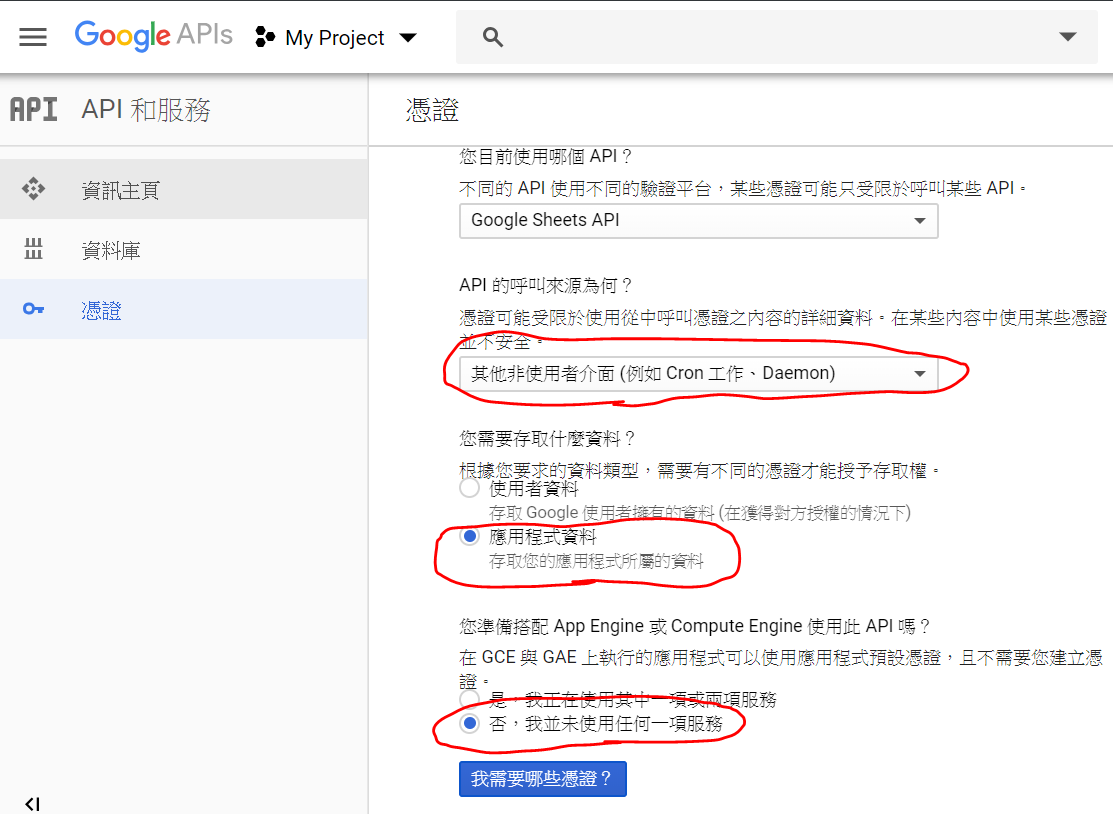 Google APIs
My Project
API API 和服務
憑證
資訊主頁
資料庫
憑證
您目前使用哪個 API？
不同的 API 使用不同的驗證平台，某些憑證可能只受限於呼叫某些 API。
Google Sheets API
API 的呼叫來源為何？
憑證可能受限於使用從中呼叫憑證之內容的詳細資料。在某些內容中使用某些憑證
並不安全。
其他非使用者介面 (例如 Cron 工作、Daemon)
您需要存取什麼資料？
根據您要求的資料類型，需要有不同的憑證才能授予存取權。
使用者資料
存取 Google 使用者擁有的資料 (在獲得對方授權的情況下)
應用程式資料
存取您的應用程式所屬的資料
您準備搭配 App Engine 或 Compute Engine 使用此 API 嗎？
在 GCE 與 GAE 上執行的應用程式可以使用應用程式預設憑證，且不需要您建立憑
證。
是，我正在使用其中一項或兩項服務
否，我並未使用任何一項服務
我需要哪些憑證？